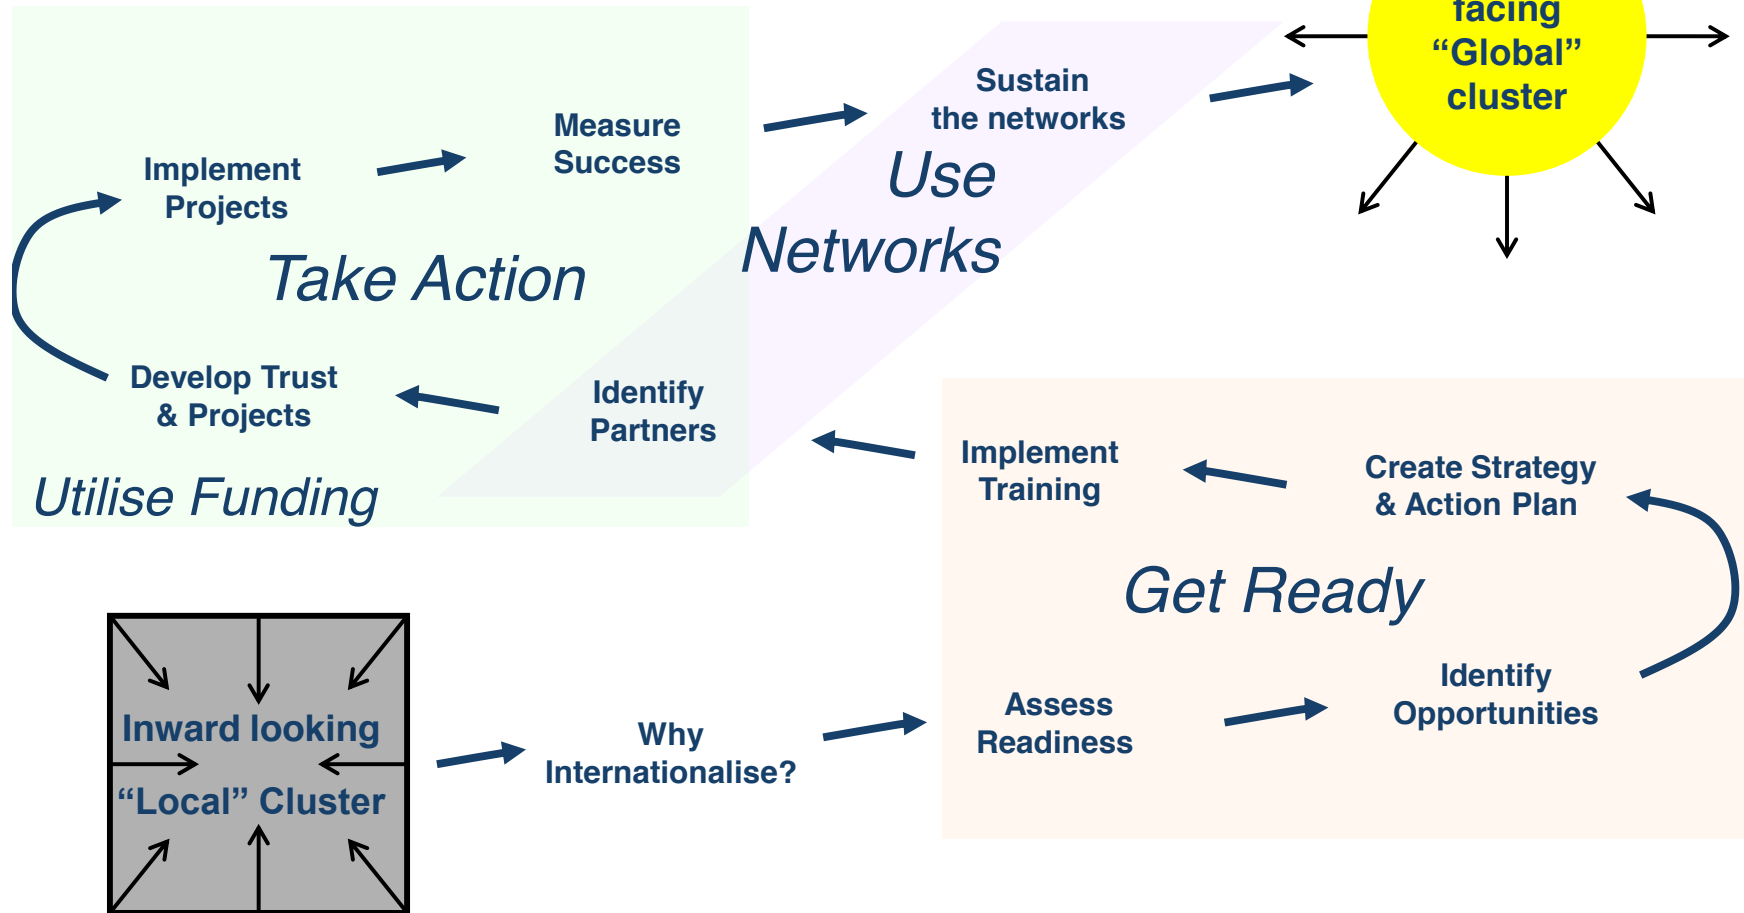 facing
“Global”
cluster
Sustain
the networks
Measure
Success
Implement
Projects
Use
Networks
Take Action
Develop Trust
& Projects
Identify
Partners
Utilise Funding
Implement
Training
Create Strategy
& Action Plan
Get Ready
Identify
Opportunities
Assess
Readiness
Why
Internationalise?
Inward looking
“Local” Cluster